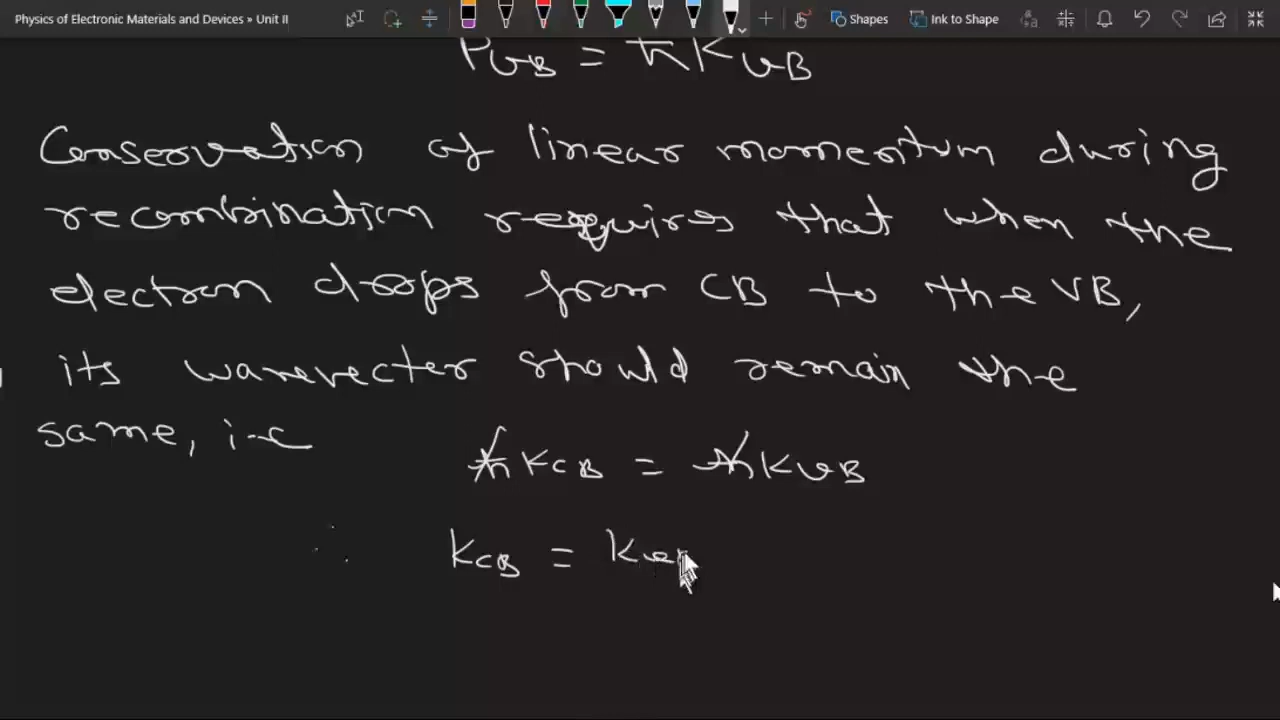 Physics of Electronic Materials and Devices » Unit II
Shapes
Ink to Shape
PVB = ħKVB
Conservation of linear momentum during
recombination requires that when the
electron drops from CB to the VB,
its wavevector should remain the
same, i-e
ħKCB = ħKVB
∴ KCB = KV